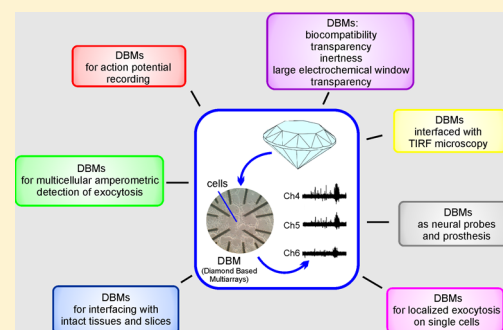 DBMs
for action potential
recording
DBMs:
biocompatibility
transparency
inertness
large electrochemical window
transparency
DBMs
interfaced with
TIRF microscopy
DBMs
for multicellular amperometric
detection of exocytosis
cells
DBM
(Diamond Based
Multiarrays)
Ch4
Ch5
Ch6
DBMs
as neural probes
and prosthesis
DBMs
for interfacing with
intact tissues and slices
DBMs
for localized exocytosis
on single cells